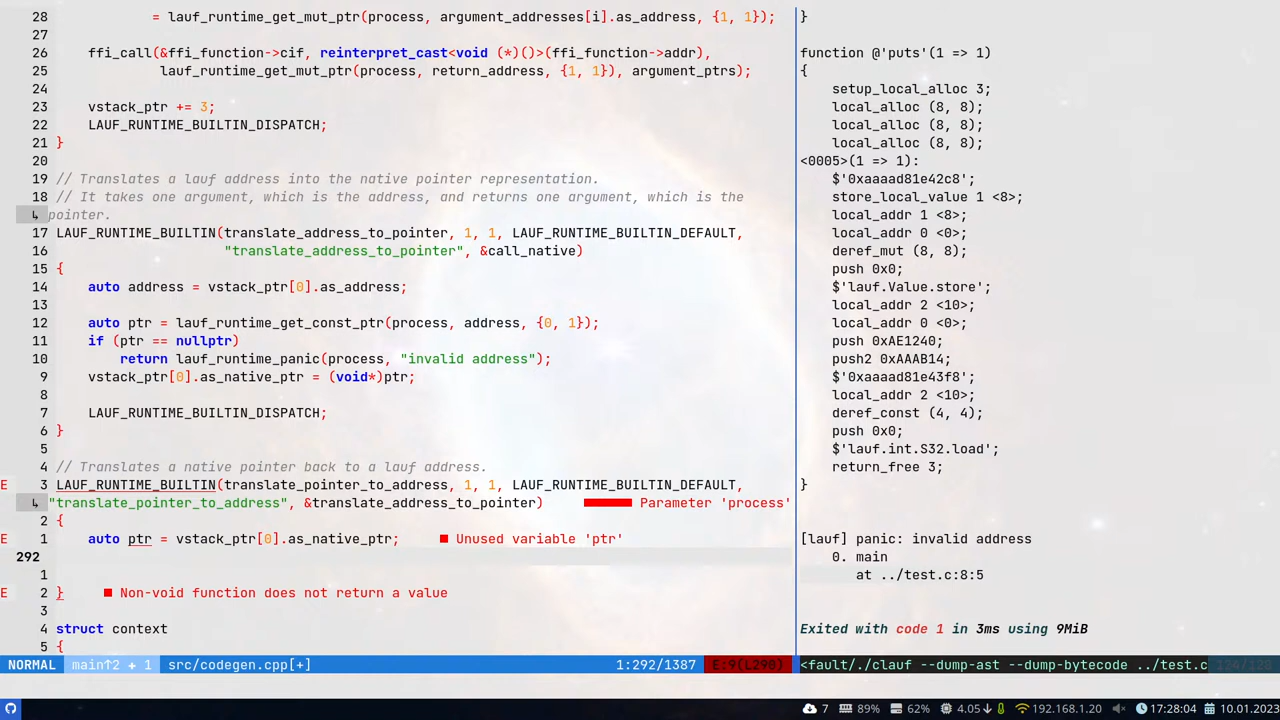 28             = lauf_runtime_get_mut_ptr(process, argument_addresses[i].as_address, {1, 1});
27
26     ffi_call(&ffi_function->cif, reinterpret_cast<void (*)()>(ffi_function->addr),
25              lauf_runtime_get_mut_ptr(process, return_address, {1, 1}), argument_ptrs);
24
23     vstack_ptr += 3;
22     LAUF_RUNTIME_BUILTIN_DISPATCH;
21 }
20
19 // Translates a lauf address into the native pointer representation.
18 // It takes one argument, which is the address, and returns one argument, which is the
↳ pointer.
17 LAUF_RUNTIME_BUILTIN(translate_address_to_pointer, 1, 1, LAUF_RUNTIME_BUILTIN_DEFAULT,
16                      "translate_address_to_pointer", &call_native)
15 {
14     auto address = vstack_ptr[0].as_address;
13
12     auto ptr = lauf_runtime_get_const_ptr(process, address, {0, 1});
11     if (ptr == nullptr)
10         return lauf_runtime_panic(process, "invalid address");
9     vstack_ptr[0].as_native_ptr = (void*)ptr;
8
7     LAUF_RUNTIME_BUILTIN_DISPATCH;
6 }
5
4 // Translates a native pointer back to a lauf address.
E 3 LAUF_RUNTIME_BUILTIN(translate_pointer_to_address, 1, 1, LAUF_RUNTIME_BUILTIN_DEFAULT,
↳ "translate_pointer_to_address", &translate_address_to_pointer)     ■■■■■■ Parameter 'process'
2 {
E 1     auto ptr = vstack_ptr[0].as_native_ptr;     ■ Unused variable 'ptr'
292
1
E 2 }     ■ Non-void function does not return a value
3
4 struct context
5 {
NORMAL main↑2 + 1 src/codegen.cpp[+] 1:292/1387 E:9(L290)
}
function @'puts'(1 => 1)
{
    setup_local_alloc 3;
    local_alloc (8, 8);
    local_alloc (8, 8);
    local_alloc (8, 8);
<0005>(1 => 1):
    $'0xaaaad81e42c8';
    store_local_value 1 <8>;
    local_addr 1 <8>;
    local_addr 0 <0>;
    deref_mut (8, 8);
    push 0x0;
    $'lauf.Value.store';
    local_addr 2 <10>;
    local_addr 0 <0>;
    push 0xAE1240;
    push2 0xAAAB14;
    $'0xaaaad81e43f8';
    local_addr 2 <10>;
    deref_const (4, 4);
    push 0x0;
    $'lauf.int.S32.load';
    return_free 3;
}
[lauf] panic: invalid address
    0. main
       at ../test.c:8:5
Exited with code 1 in 3ms using 9MiB
<fault/./clauf --dump-ast --dump-bytecode ../test.c
7 89% 62% 4.05 192.168.1.20 17:28:04 10.01.2023